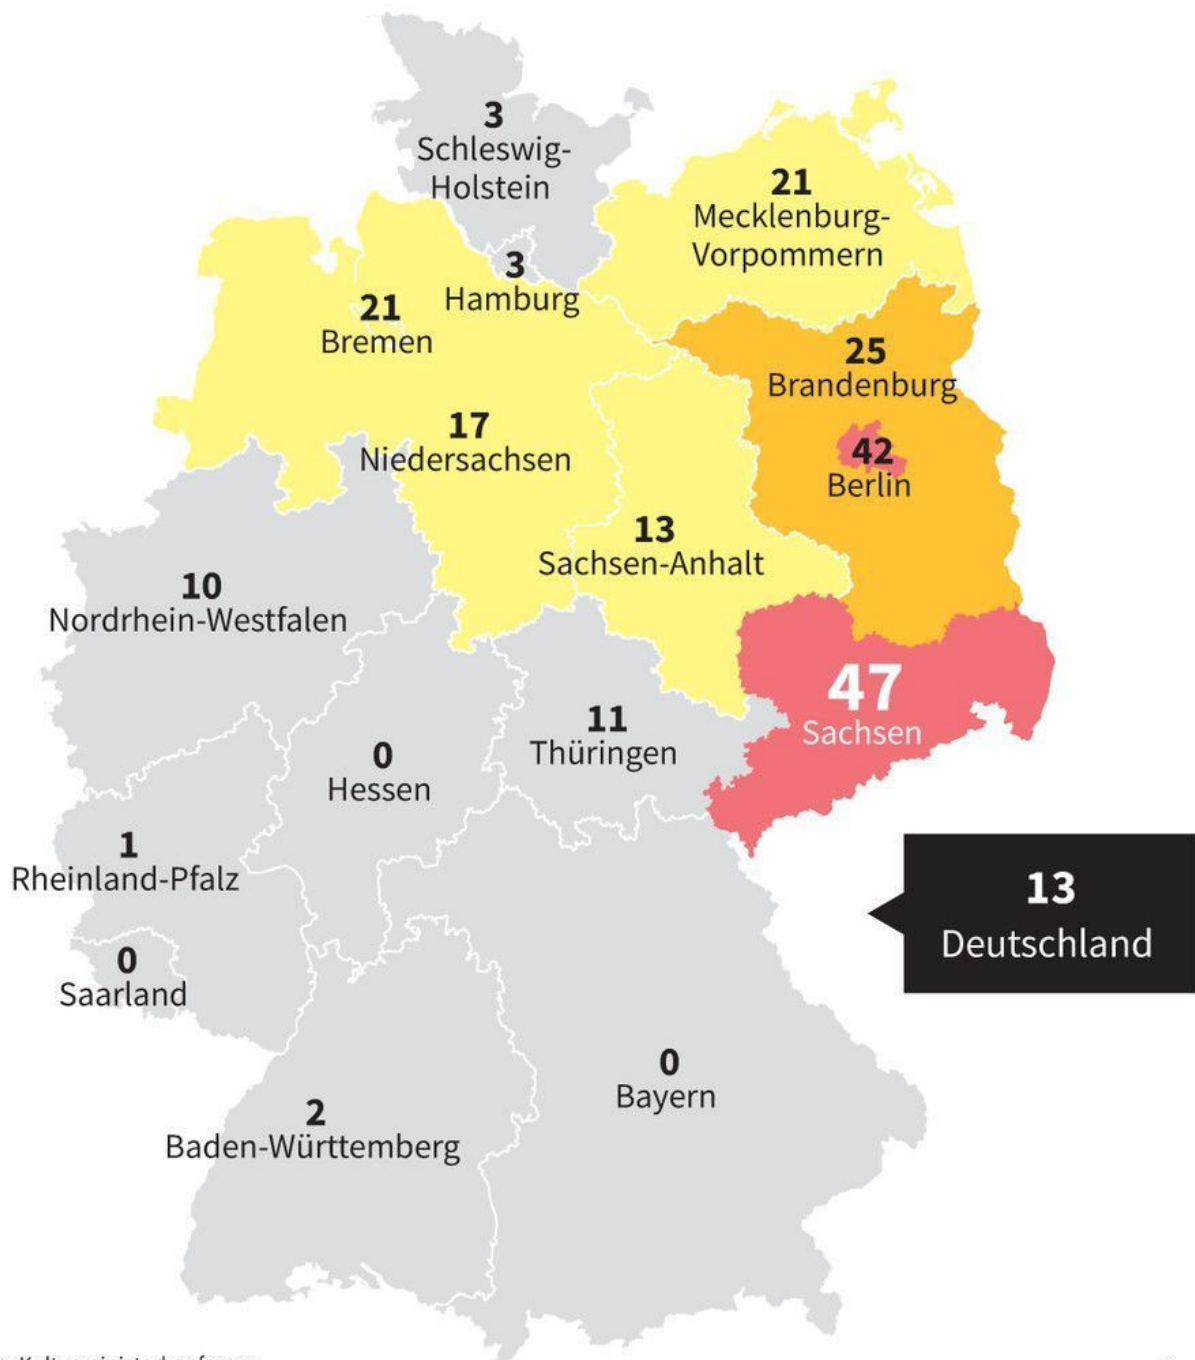 3
Schleswig-
Holstein
21
Mecklenburg-
Vorpommern
3
Hamburg
21
Bremen
25
Brandenburg
17
Niedersachsen
42
Berlin
13
Sachsen-Anhalt
10
Nordrhein-Westfalen
47
Sachsen
11
Thüringen
0
Hessen
1
Rheinland-Pfalz
13
Deutschland
0
Saarland
0
Bayern
2
Baden-Württemberg